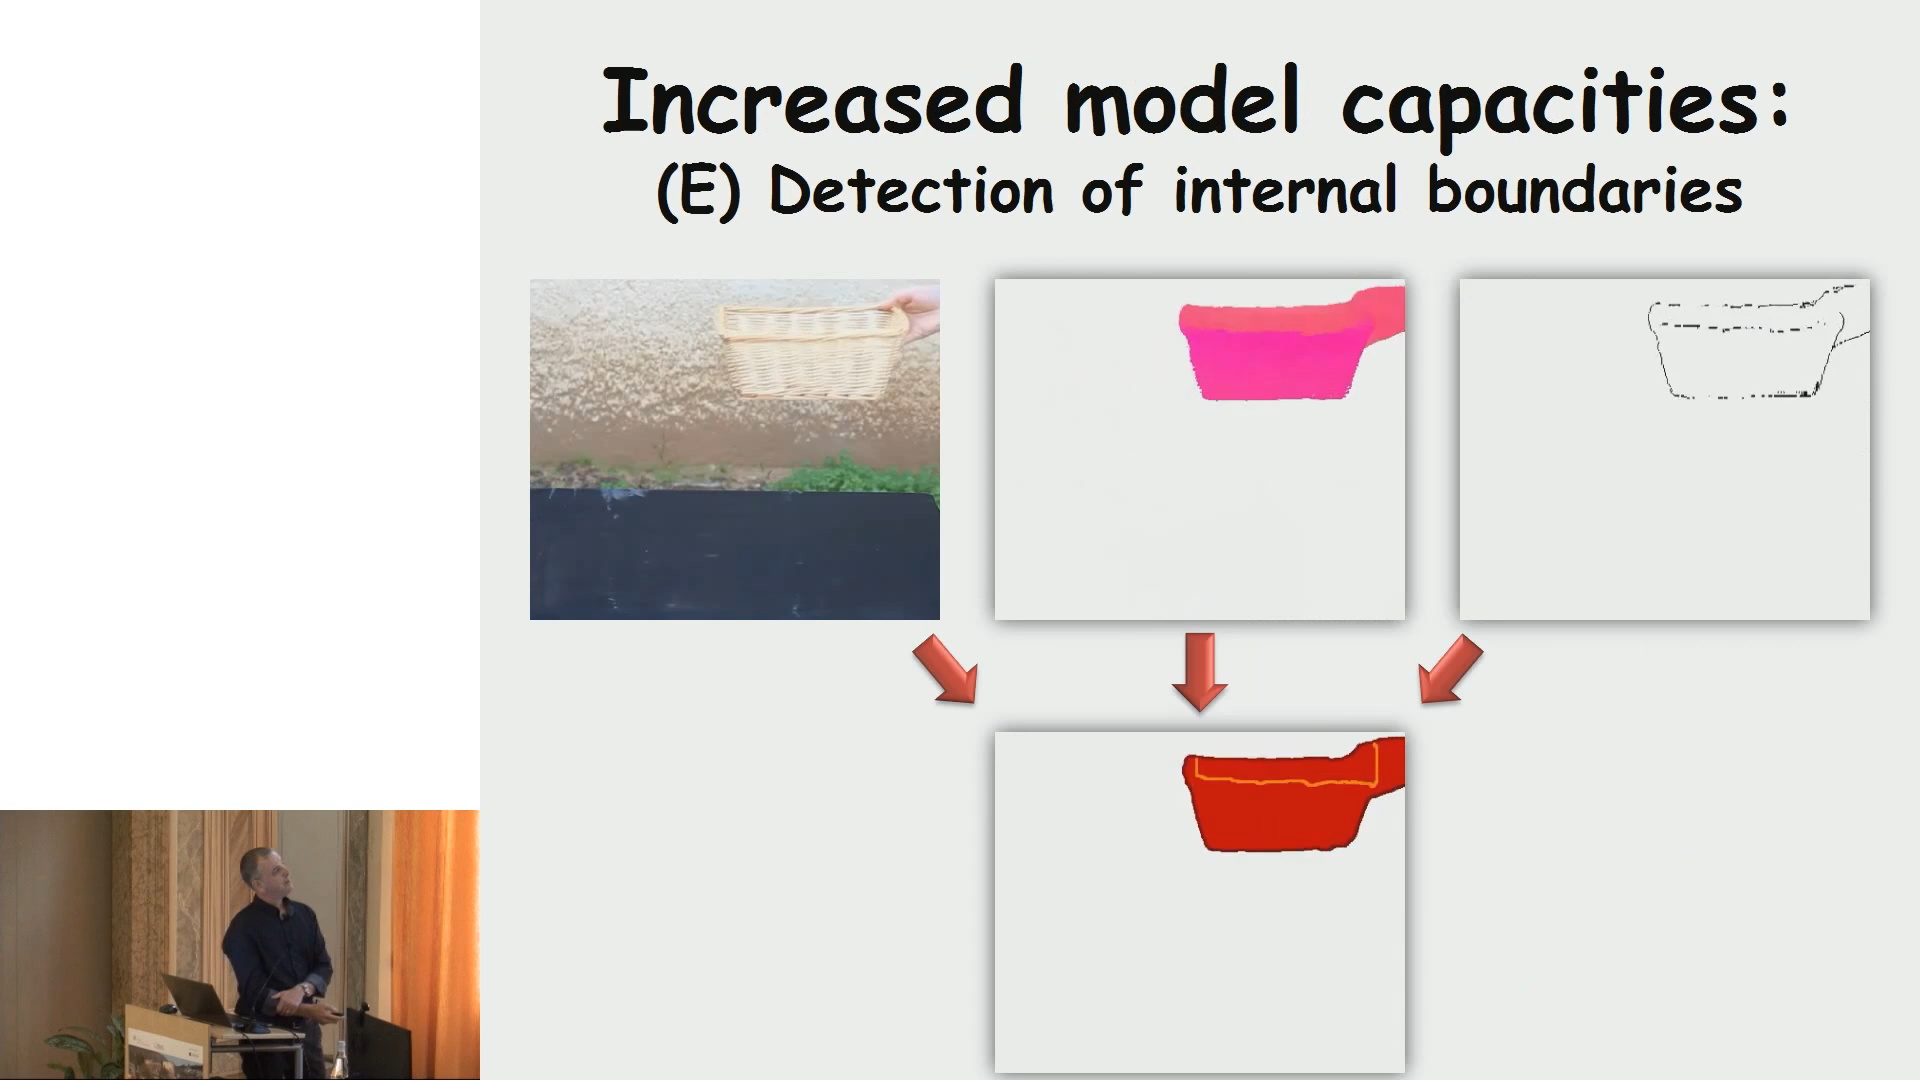 Increased model capacities:
(E) Detection of internal boundaries